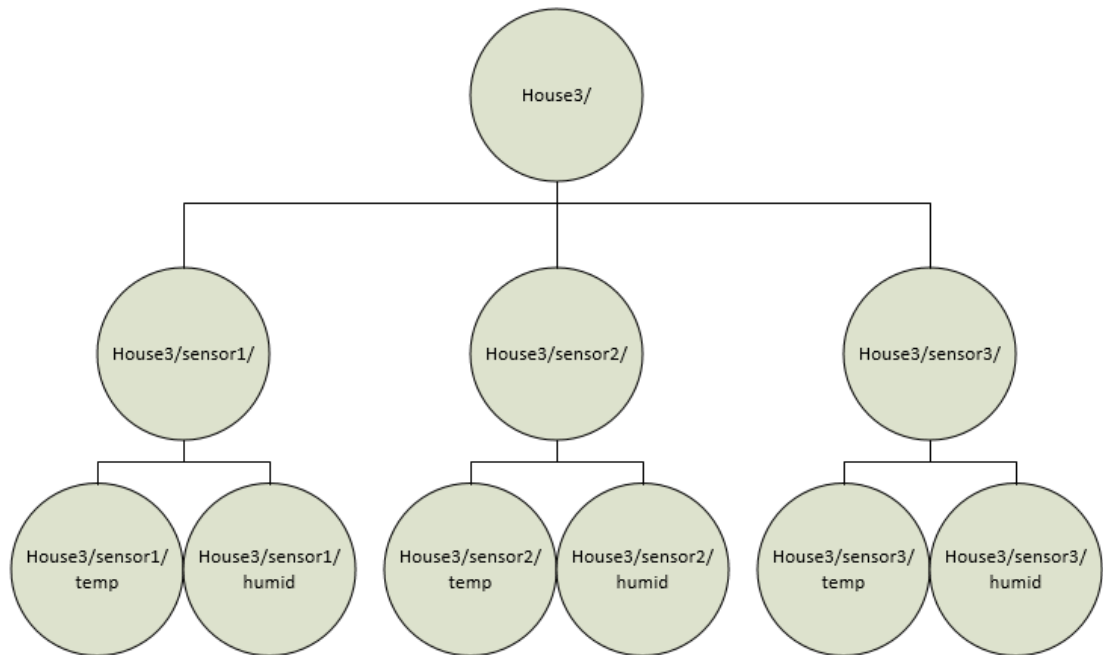 House3/
House3/sensor1/
House3/sensor2/
House3/sensor3/
House3/sensor1/
temp
House3/sensor1/
humid
House3/sensor2/
temp
House3/sensor2/
humid
House3/sensor3/
temp
House3/sensor3/
humid